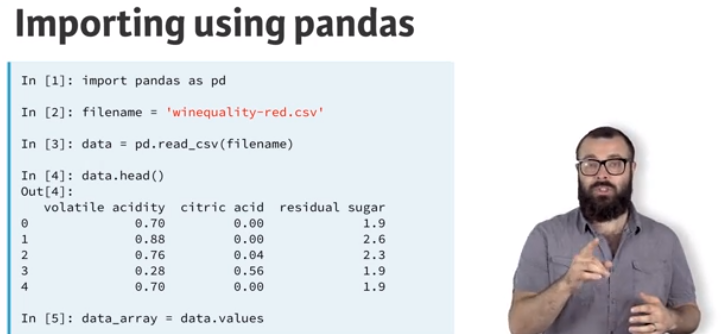 Importing using pandas
In [1]: import pandas as pd
In [2]: filename = 'winequality-red.csv'
In [3]: data = pd.read_csv(filename)
In [4]: data.head()
Out[4]:
volatile acidity citric acid residual sugar
0 0.70 0.00 1.9
1 0.88 0.00 2.6
2 0.76 0.04 2.3
3 0.28 0.56 1.9
4 0.70 0.00 1.9
In [5]: data_array = data.values